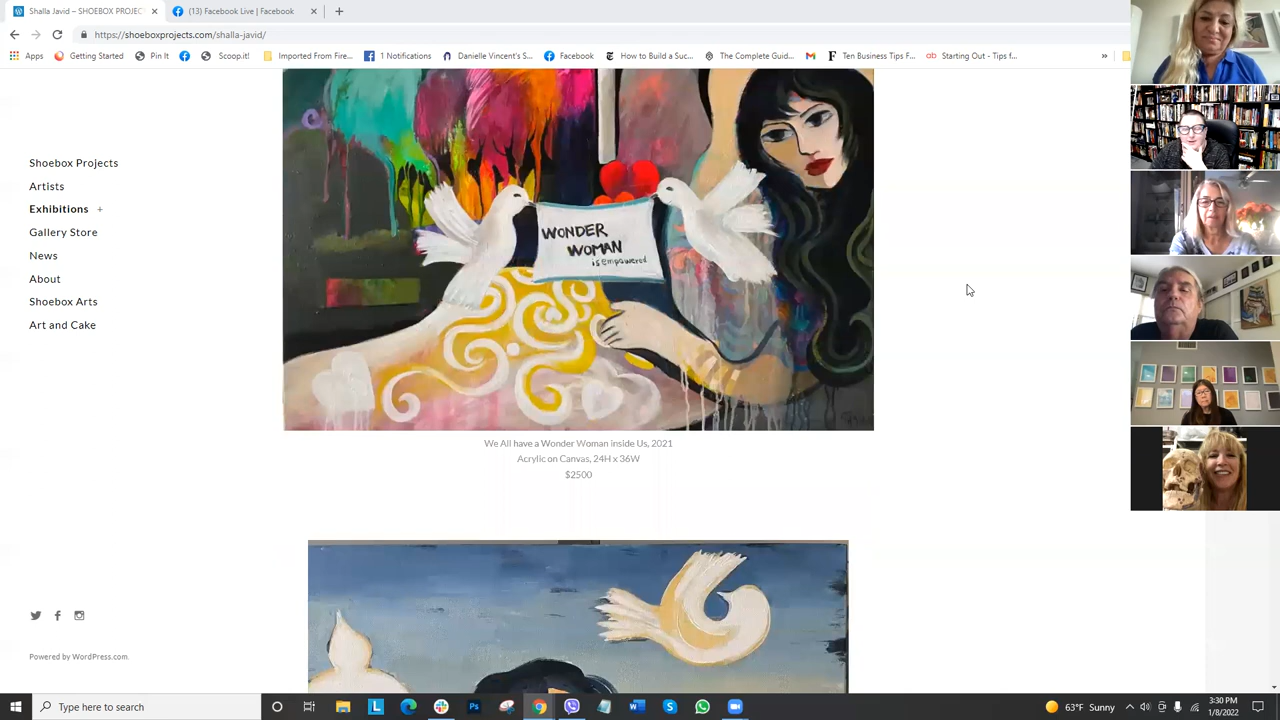 Shalla Javid – SHOEBOX PROJEC
(13) Facebook Live | Facebook
https://shoeboxprojects.com/shalla-javid/
Apps
Getting Started
Pin It
Scoop.it!
Imported From Fire...
1 Notifications
Danielle Vincent's S...
Facebook
How to Build a Suc...
The Complete Guid...
Ten Business Tips F...
Starting Out - Tips f...
»
Shoebox Projects
Artists
Exhibitions +
Gallery Store
News
About
Shoebox Arts
Art and Cake
WONDER
WOMAN
is empowered
We All have a Wonder Woman inside Us, 2021
Acrylic on Canvas, 24H x 36W
$2500
Powered by WordPress.com.
Type here to search
63°F Sunny
3:30 PM
1/8/2022